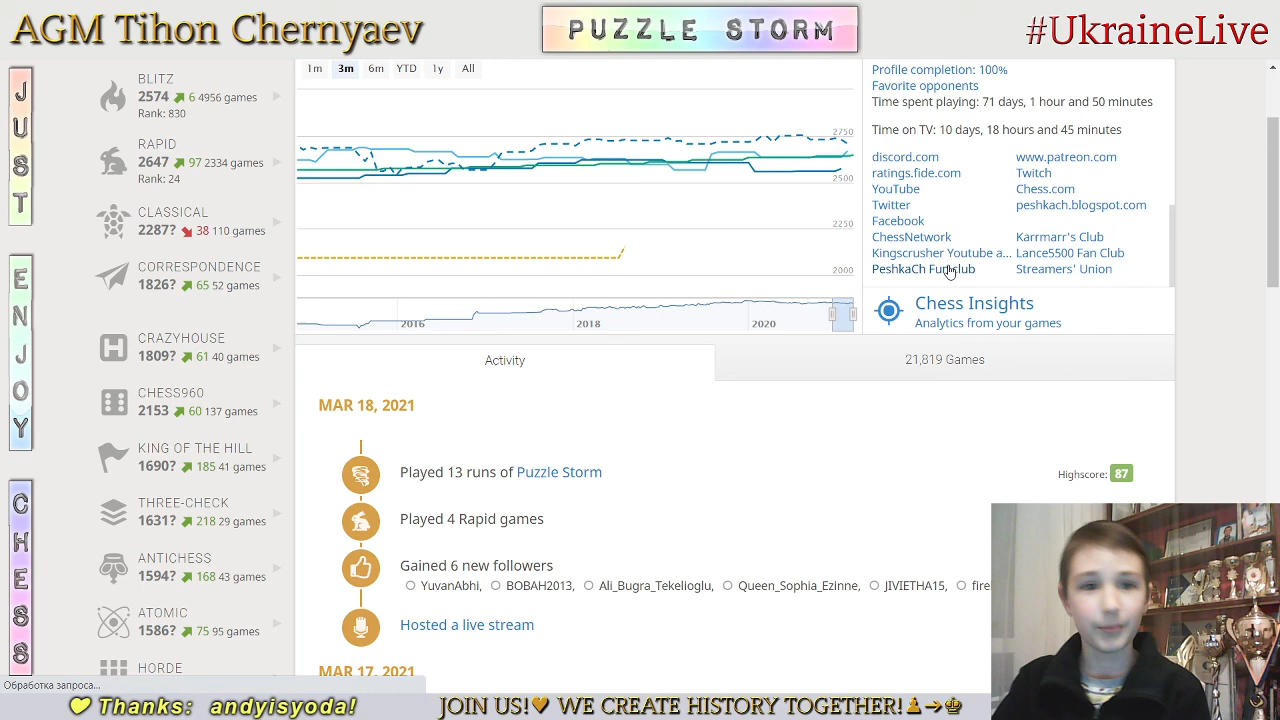 AGM Tihon Chernyaev
PUZZLE STORM
#UkraineLive
JUST
ENJOY
CHESS
BLITZ
2574 6 4956 games
Rank: 830
RAPID
2647 97 2334 games
Rank: 24
CLASSICAL
2287? 38 110 games
CORRESPONDENCE
1826? 65 52 games
CRAZYHOUSE
1809? 61 40 games
CHESS960
2153 60 137 games
KING OF THE HILL
1690? 185 41 games
THREE-CHECK
1631? 218 29 games
ANTICHESS
1594? 168 43 games
ATOMIC
1586? 75 95 games
HORDE
1m 3m 6m YTD 1y All
2750
2500
2250
2000
2016 2018 2020
Profile completion: 100%
Favorite opponents
Time spent playing: 71 days, 1 hour and 50 minutes
Time on TV: 10 days, 18 hours and 45 minutes
discord.com www.patreon.com
ratings.fide.com Twitch
YouTube Chess.com
Twitter peshkach.blogspot.com
Facebook
ChessNetwork Karrmarr's Club
Kingscrusher Youtube a... Lance5500 Fan Club
PeshkaCh Fun club Streamers' Union
Chess Insights
Analytics from your games
Activity 21,819 Games
MAR 18, 2021
Played 13 runs of Puzzle Storm Highscore: 87
Played 4 Rapid games
Gained 6 new followers
YuvanAbhi, BOBAH2013, Ali_Bugra_Tekelioglu, Queen_Sophia_Ezinne, JIVIETHA15, fire
Hosted a live stream
MAR 17, 2021
Обработка запроса...
Thanks: andyisyoda!
JOIN US! WE CREATE HISTORY TOGETHER!